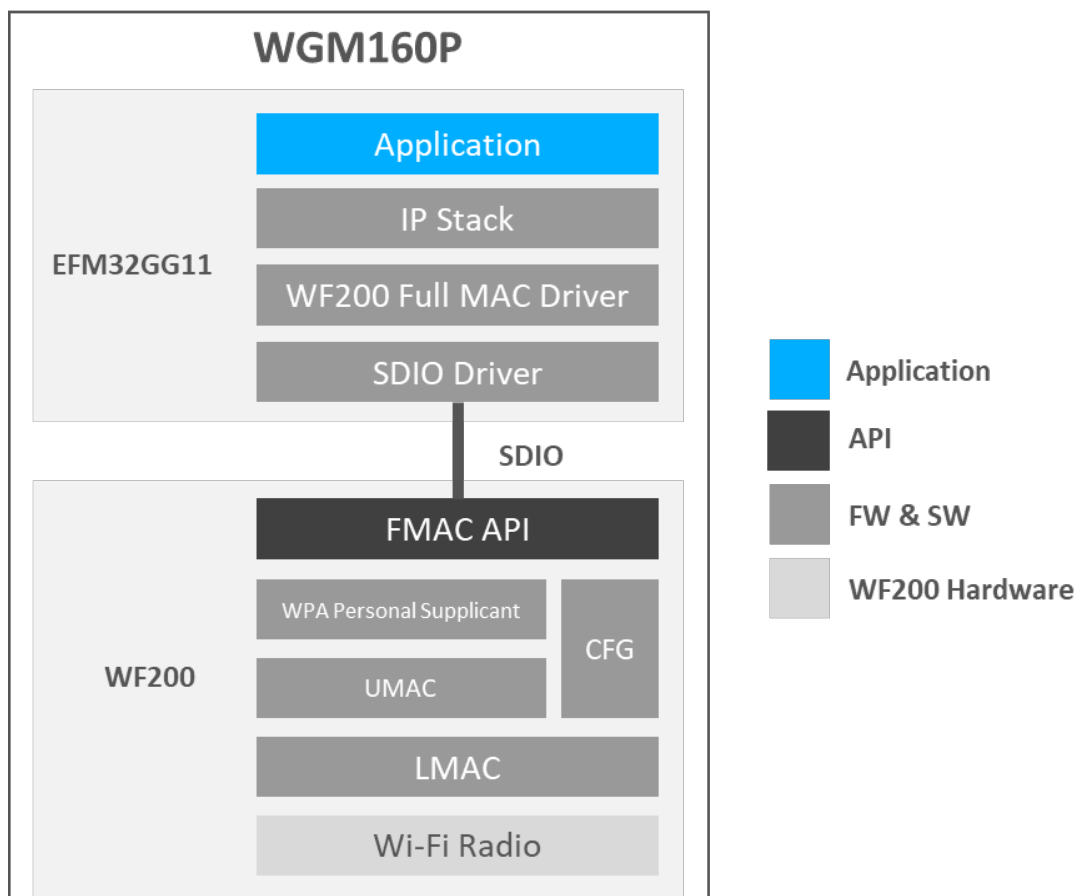 WGM160P
EFM32GG11
Application
IP Stack
WF200 Full MAC Driver
SDIO Driver
SDIO
WF200
FMAC API
WPA Personal Supplicant
CFG
UMAC
LMAC
Wi-Fi Radio
Application
API
FW & SW
WF200 Hardware